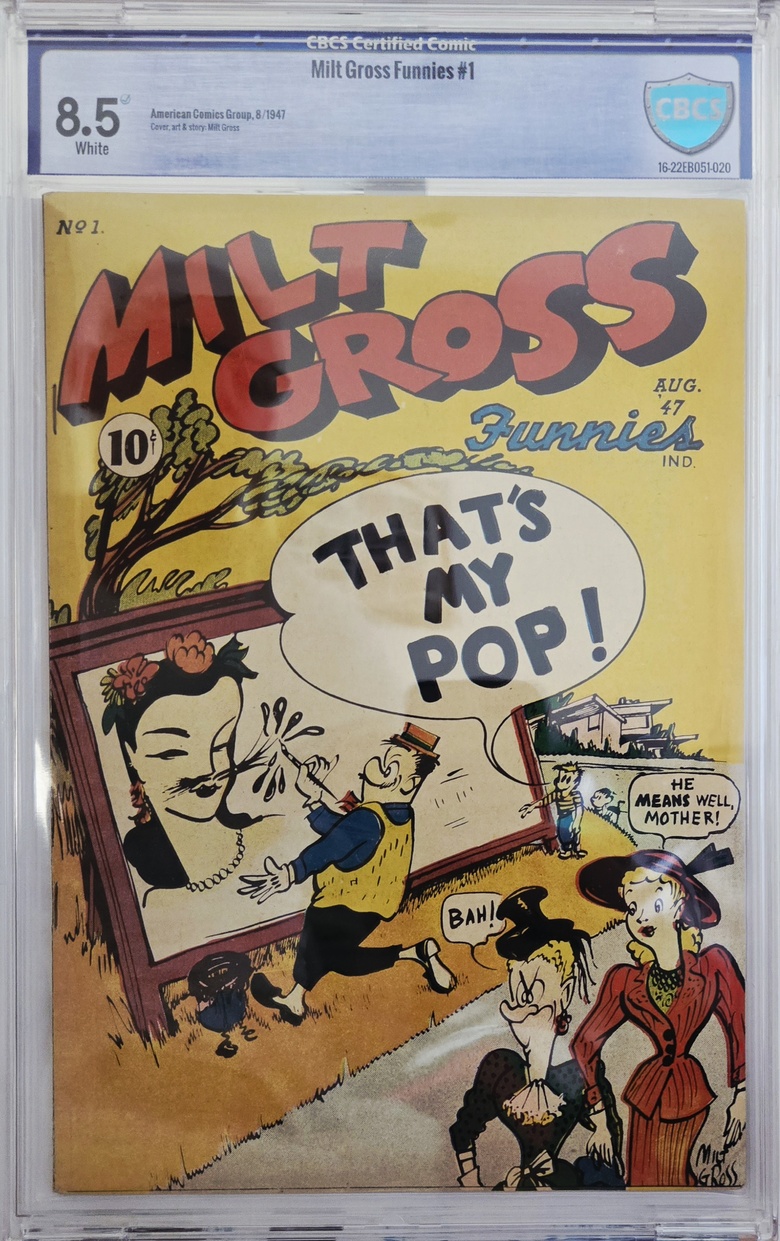 CBCS Certified Comic
Milt Gross Funnies #1
8.5
White
American Comics Group, 8/1947
Cover, art & story: Milt Gross
CBCS
16-22EB051-020
Nº 1.
MILT
GROSS
AUG.
'47
Funnies
IND.
10¢
THAT'S
MY
POP!
HE
MEANS WELL,
MOTHER!
BAH!
MILT
GROSS